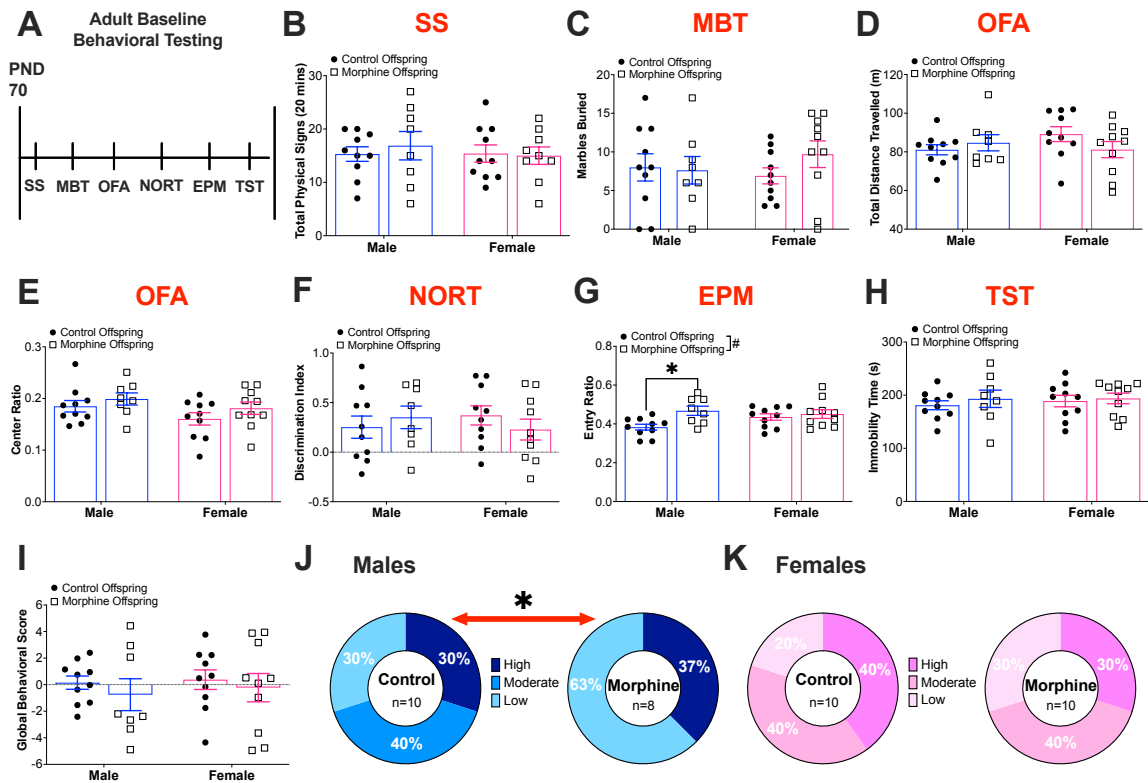 A
Adult Baseline
Behavioral Testing
PND
70
SS MBT OFA NORT EPM TST
B
SS
Control Offspring
Morphine Offspring
Total Physical Signs (20 mins)
30
20
10
0
Male Female
C
MBT
Control Offspring
Morphine Offspring
Marbles Buried
20
15
10
5
0
Male Female
D
OFA
Control Offspring
Morphine Offspring
Total Distance Travelled (m)
120
100
80
60
40
Male Female
E
OFA
Control Offspring
Morphine Offspring
Center Ratio
0.3
0.2
0.1
0.0
Male Female
F
NORT
Control Offspring
Morphine Offspring
Discrimination Index
1.0
0.5
0.0
-0.5
Male Female
G
EPM
Control Offspring
Morphine Offspring
#
*
Entry Ratio
0.8
0.6
0.4
0.2
0.0
Male Female
H
TST
Control Offspring
Morphine Offspring
Immobility Time (s)
400
300
200
100
0
Male Female
I
Control Offspring
Morphine Offspring
Global Behavioral Score
6
4
2
0
-2
-4
-6
Male Female
J Males
*
30% 30%
40%
Control
n=10
High
Moderate
Low
63% 37%
Morphine
n=8
K Females
20% 40%
40%
Control
n=10
High
Moderate
Low
30% 30%
40%
Morphine
n=10